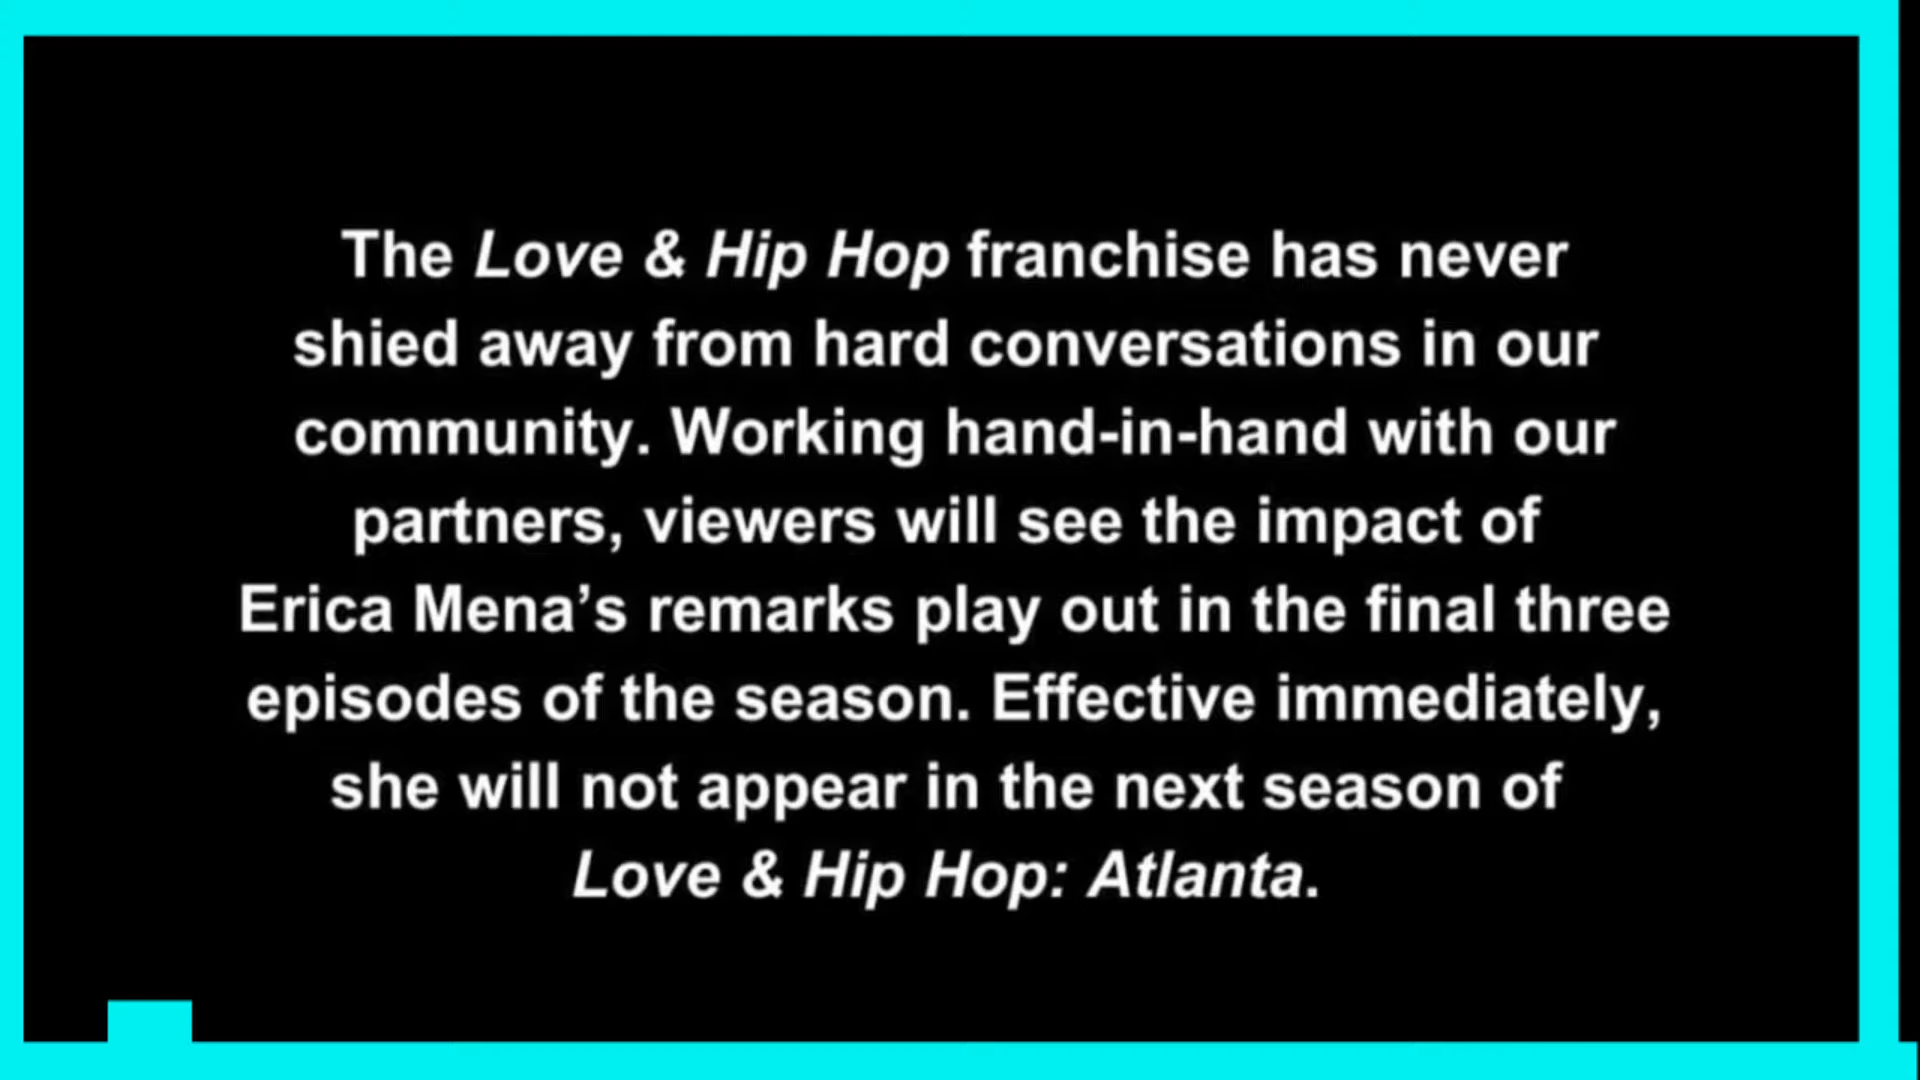 The Love & Hip Hop franchise has never
shied away from hard conversations in our
community. Working hand-in-hand with our
partners, viewers will see the impact of
Erica Mena’s remarks play out in the final three
episodes of the season. Effective immediately,
she will not appear in the next season of
Love & Hip Hop: Atlanta.